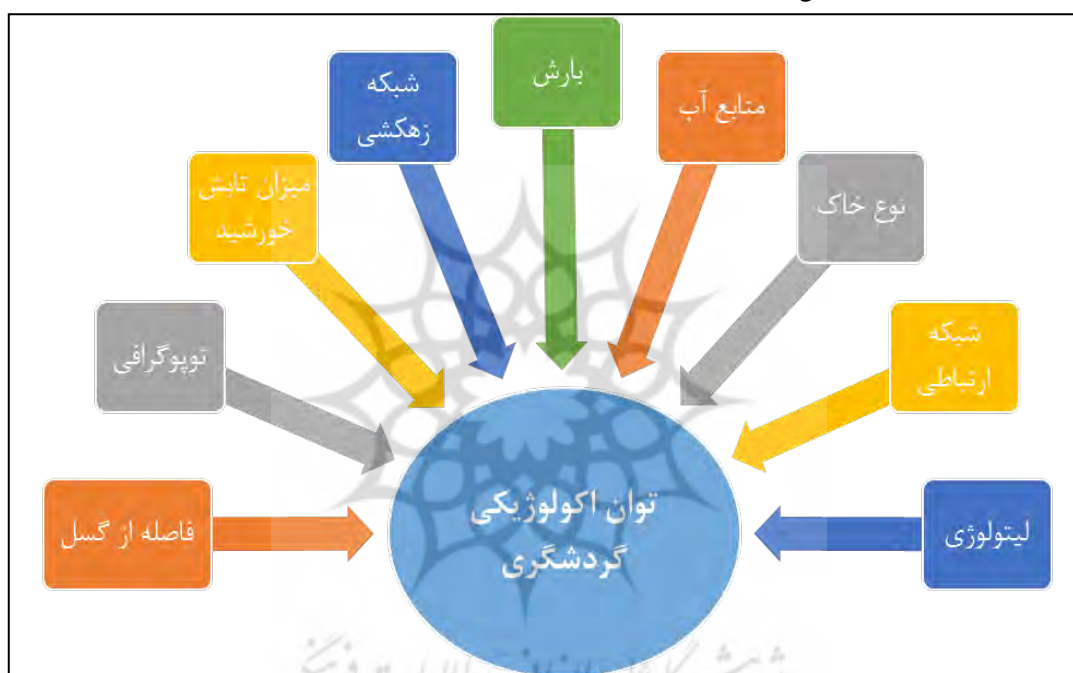 بارش
شبکه
زهکشی
منابع آب
میزان تابش
خورشید
نوع خاک
توپوگرافی
شبکه
ارتباطی
فاصله از گسل
توان اکولوژیکی
گردشگری
لیتولوژی